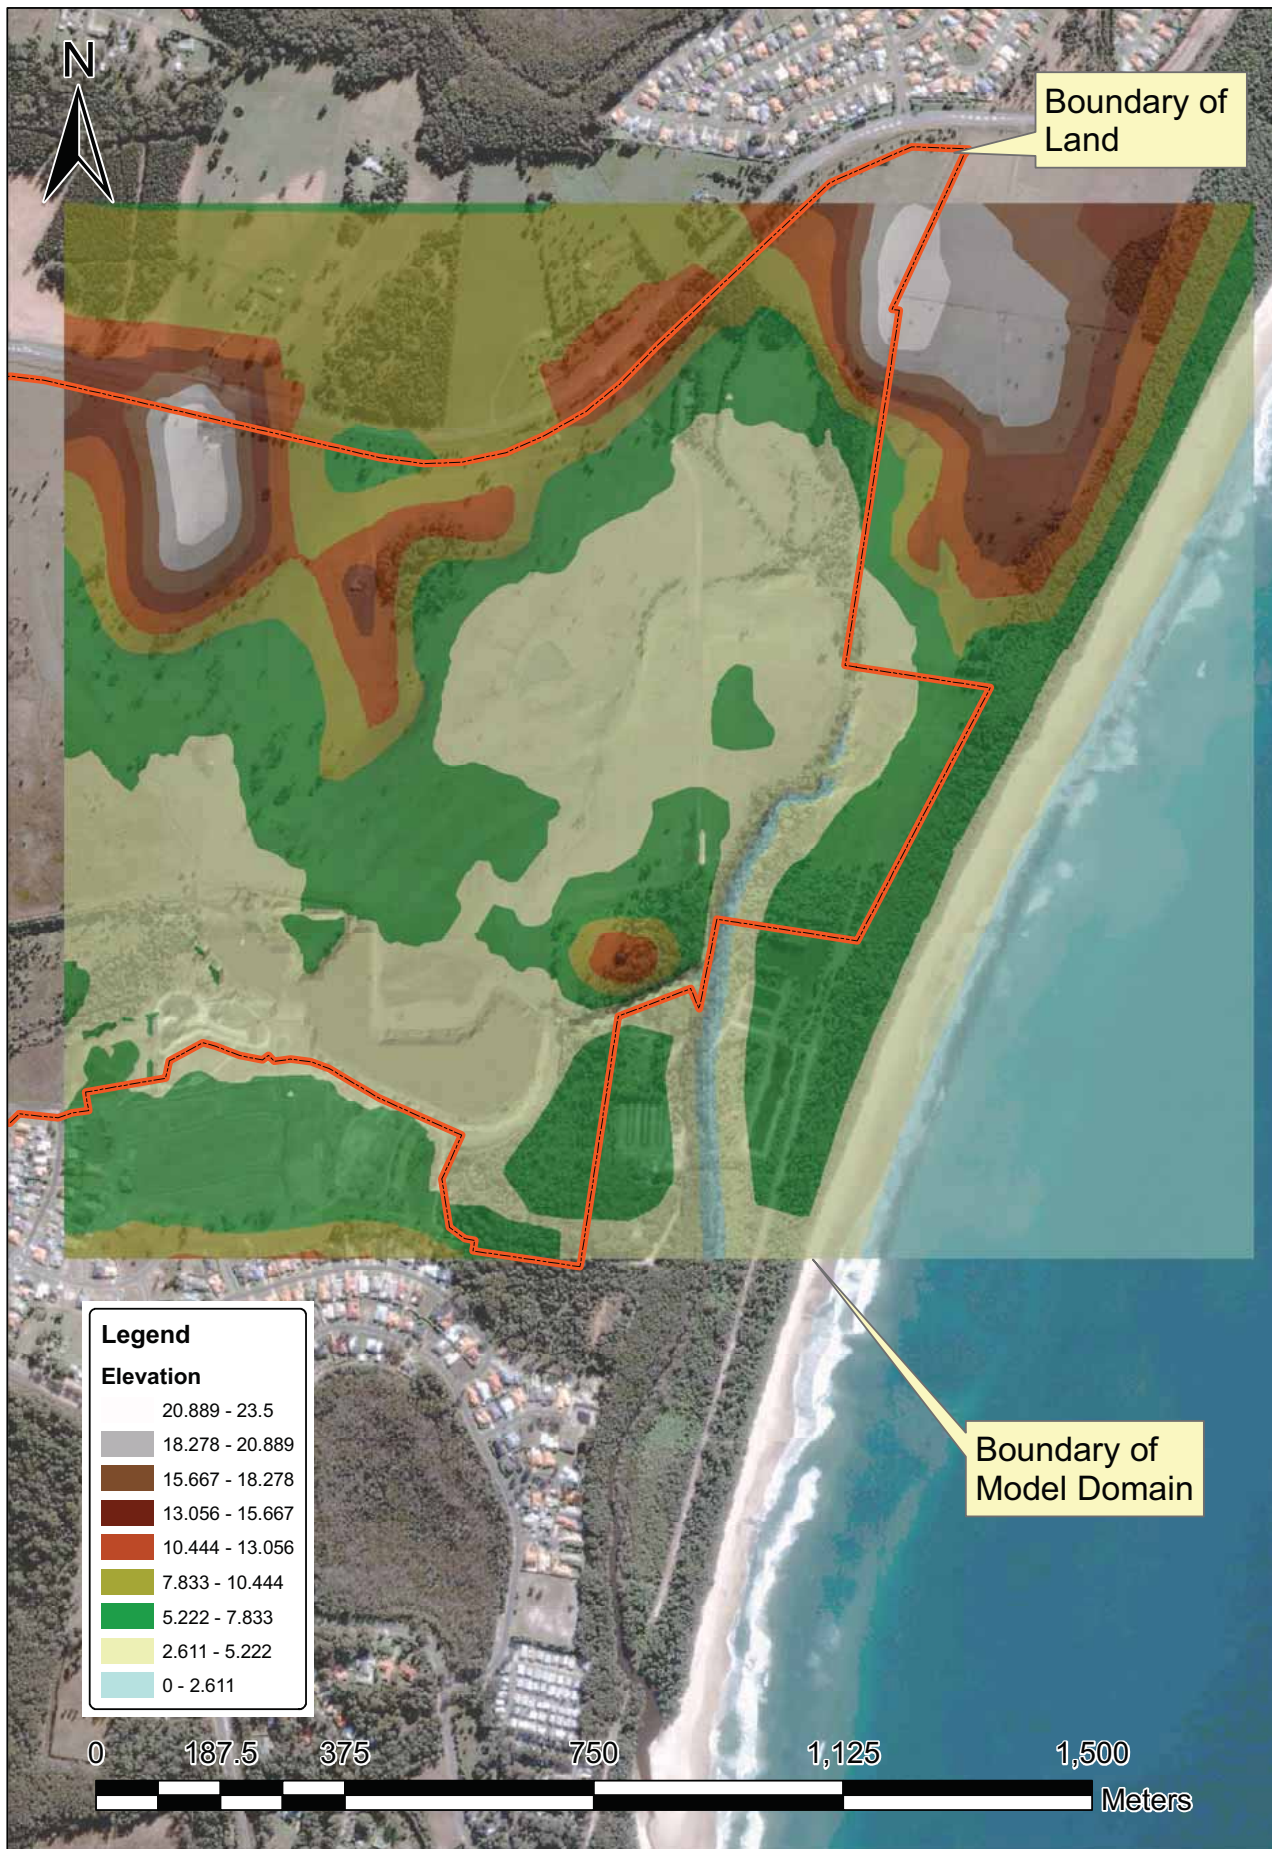 N
Boundary of
Land
Boundary of
Model Domain
Legend
Elevation
20.889 - 23.5
18.278 - 20.889
15.667 - 18.278
13.056 - 15.667
10.444 - 13.056
7.833 - 10.444
5.222 - 7.833
2.611 - 5.222
0 - 2.611
0 187.5 375 750 1,125 1,500
Meters